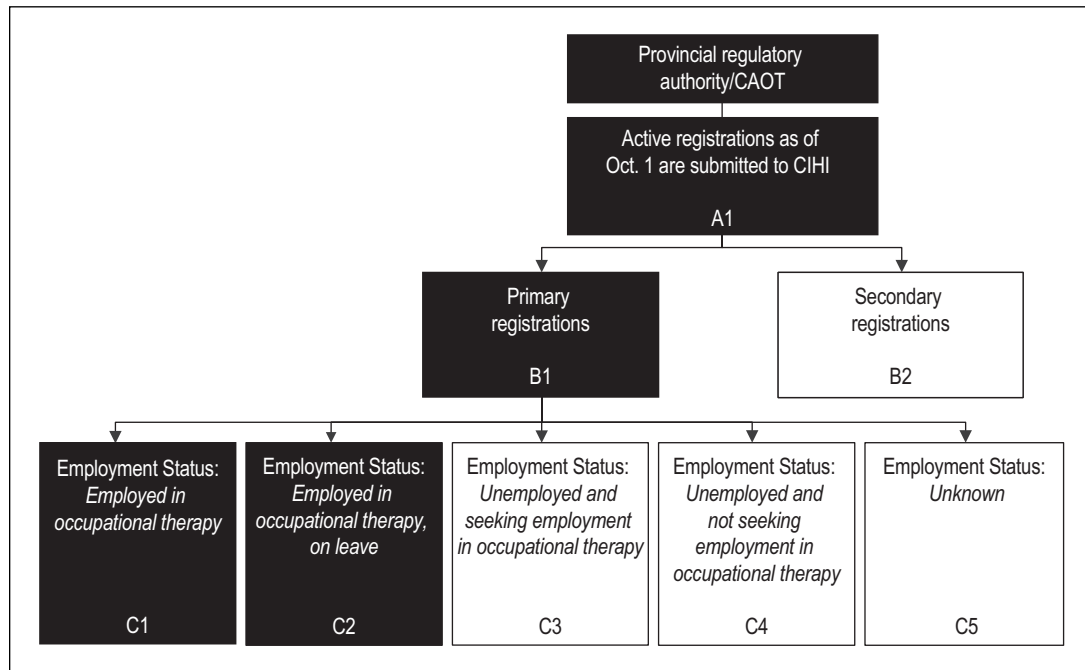 Provincial regulatory
authority/CAOT
Active registrations as of
Oct. 1 are submitted to CIHI
A1
Primary
registrations
B1
Secondary
registrations
B2
Employment Status:
Employed in
occupational therapy
C1
Employment Status:
Employed in
occupational therapy,
on leave
C2
Employment Status:
Unemployed and
seeking employment
in occupational therapy
C3
Employment Status:
Unemployed and
not seeking
employment in
occupational therapy
C4
Employment Status:
Unknown
C5